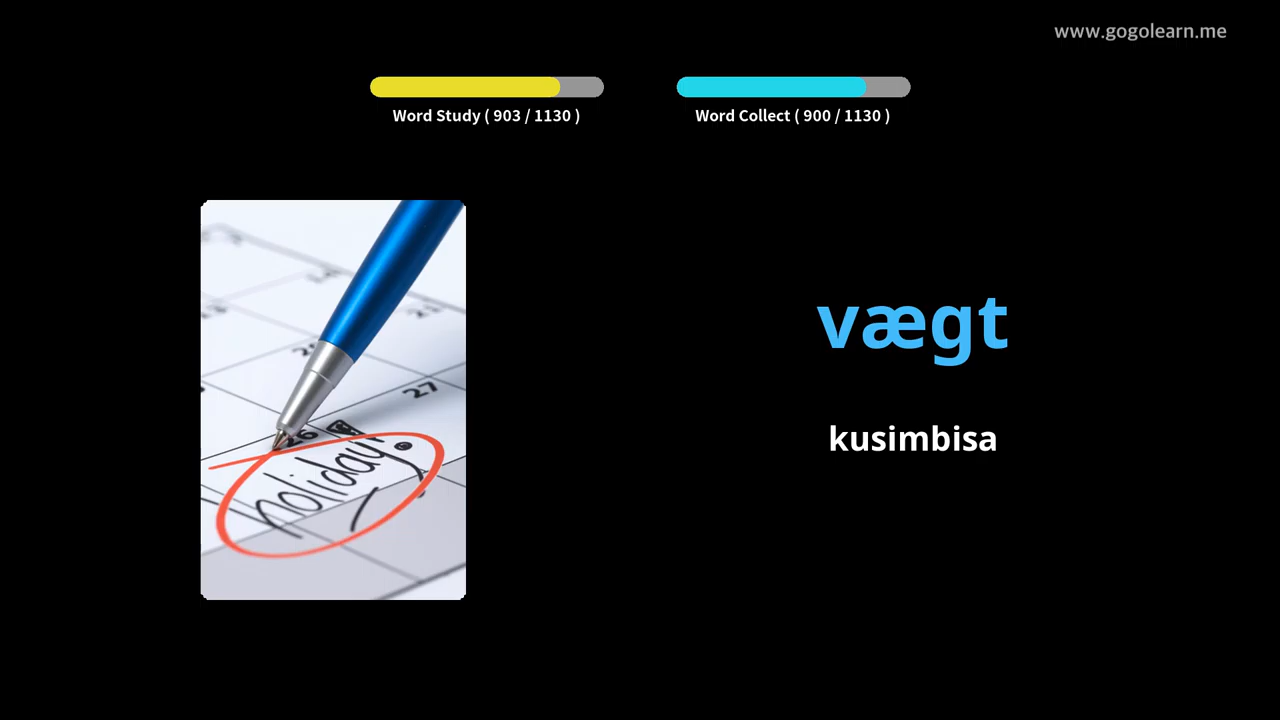 www.gogolearn.me
Word Study ( 903 / 1130 )
Word Collect ( 900 / 1130 )
27
26
holiday
vægt
kusimbisa